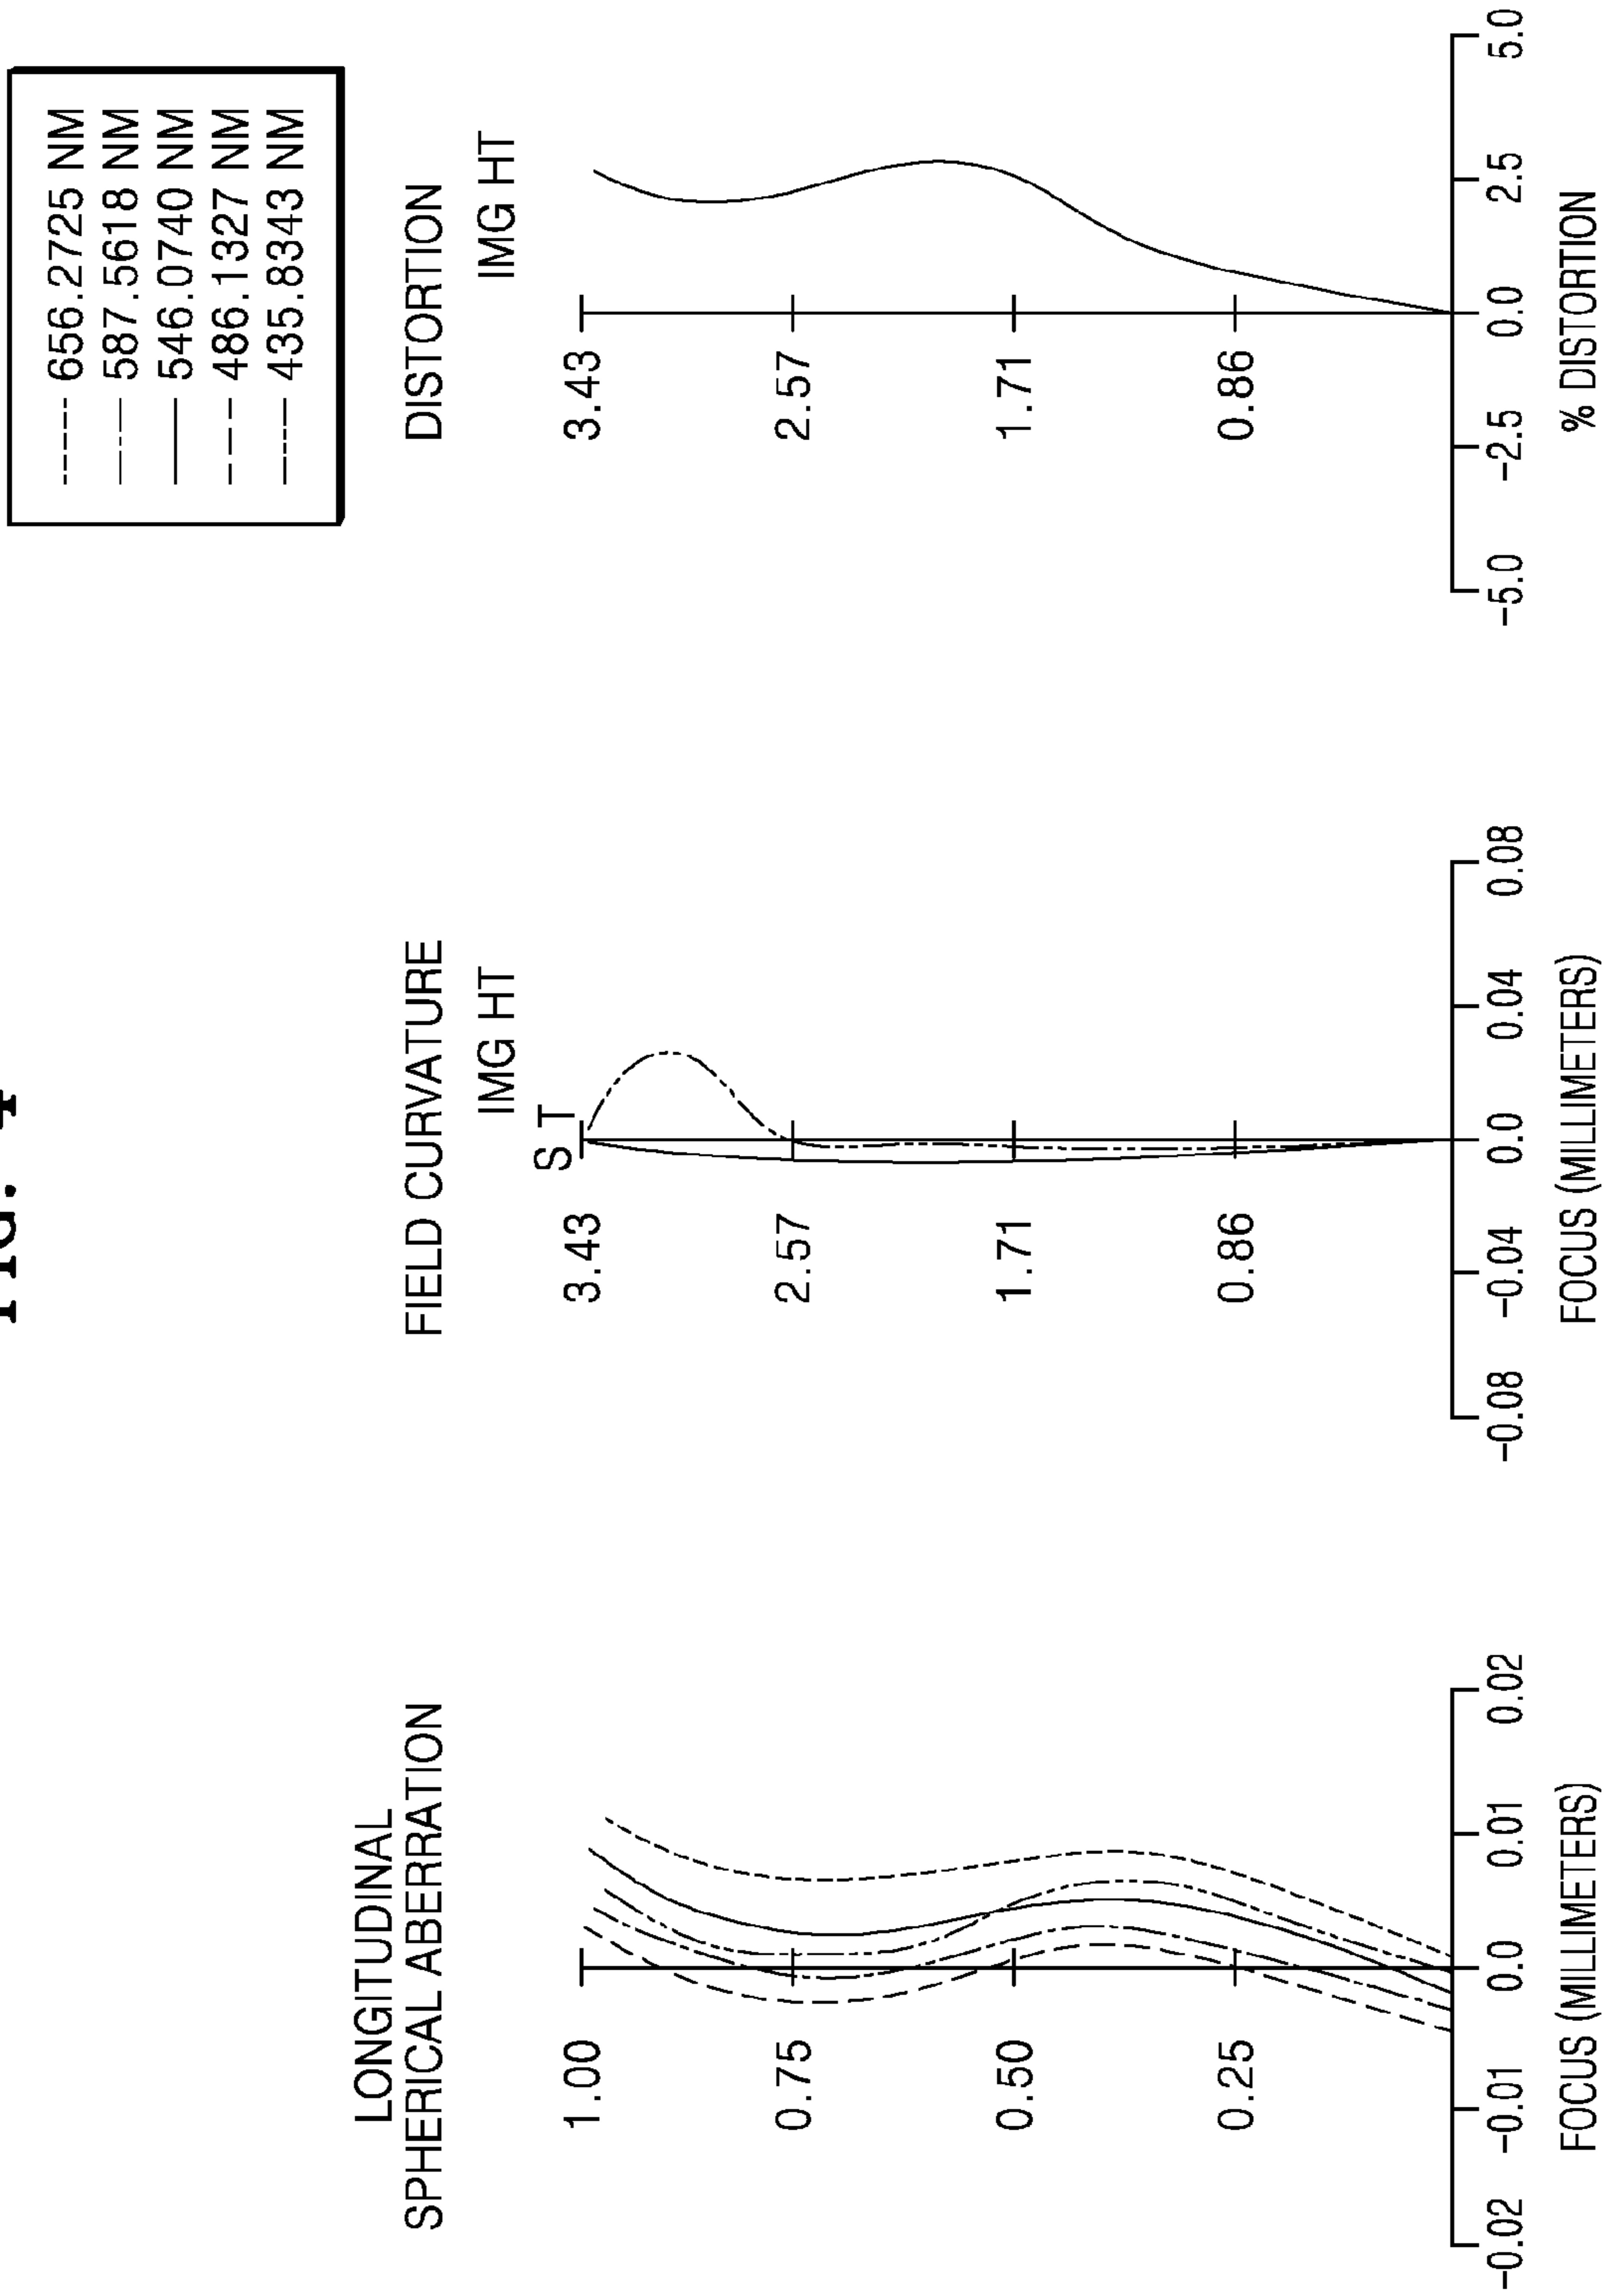 656.2725 NM
587.5618 NM
546.0740 NM
486.1327 NM
435.8343 NM
LONGITUDINAL
SPHERICAL ABERRATION
1.00
0.75
0.50
0.25
-0.02 -0.01 0.0 0.01 0.02
FOCUS (MILLIMETERS)
FIELD CURVATURE
IMG HT
S T
3.43
2.57
1.71
0.86
-0.08 -0.04 0.0 0.04 0.08
FOCUS (MILLIMETERS)
DISTORTION
IMG HT
3.43
2.57
1.71
0.86
-5.0 -2.5 0.0 2.5 5.0
% DISTORTION